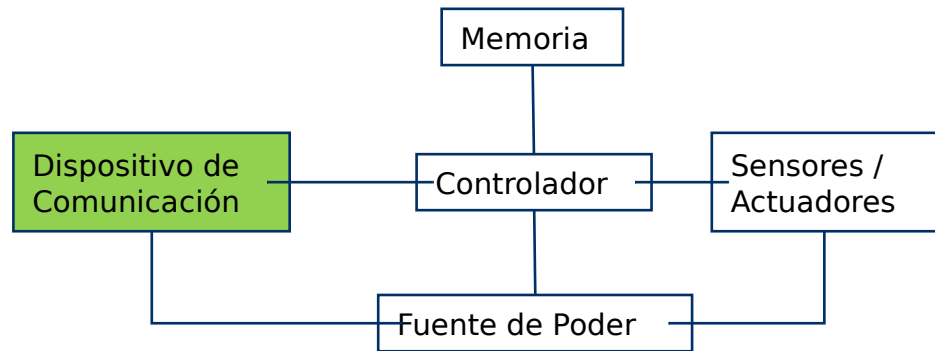 Memoria
Dispositivo de
Comunicación
Controlador
Sensores /
Actuadores
Fuente de Poder